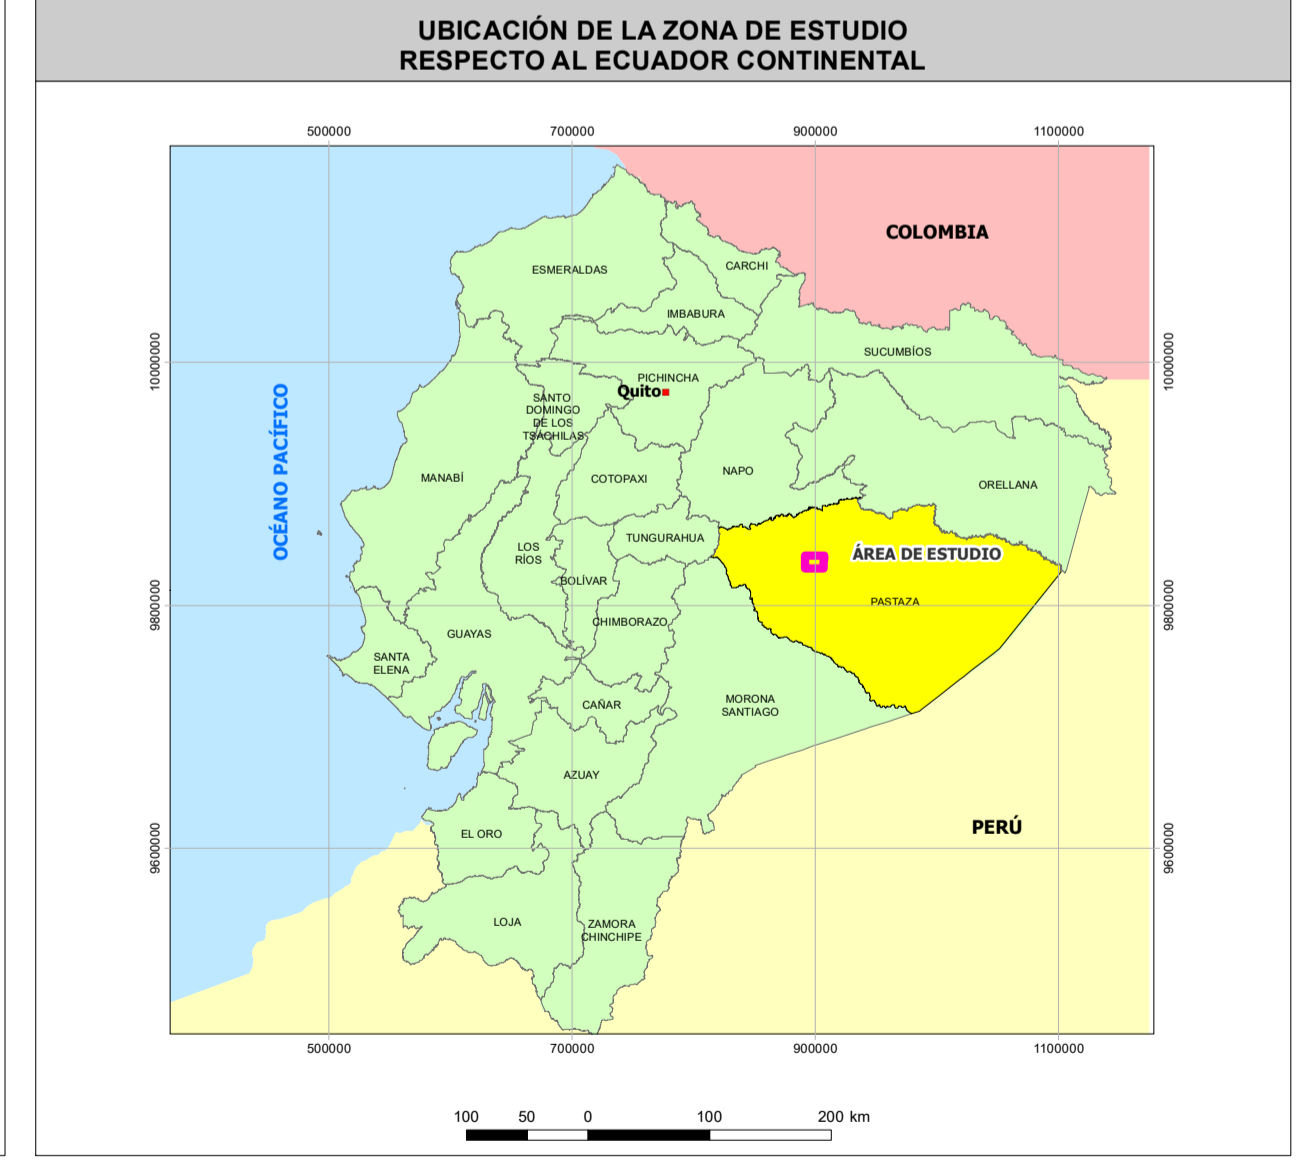 UBICACIÓN DE LA ZONA DE ESTUDIO
RESPECTO AL ECUADOR CONTINENTAL
500000
700000
900000
1100000
COLOMBIA
CARCHI
ESMERALDAS
IMBABURA
10000000
SUCUMBÍOS
10000000
PICHINCHA
Quito
SANTO
DOMINGO
DE LOS
TSÁCHILAS
OCÉANO PACÍFICO
MANABÍ
COTOPAXI
NAPO
ORELLANA
TUNGURAHUA
LOS
RÍOS
ÁREA DE ESTUDIO
BOLÍVAR
PASTAZA
9800000
9800000
CHIMBORAZO
GUAYAS
SANTA
ELENA
MORONA
SANTIAGO
CAÑAR
AZUAY
PERÚ
EL ORO
9600000
9600000
LOJA
ZAMORA
CHINCHIPE
500000
700000
900000
1100000
100 50 0 100 200 km